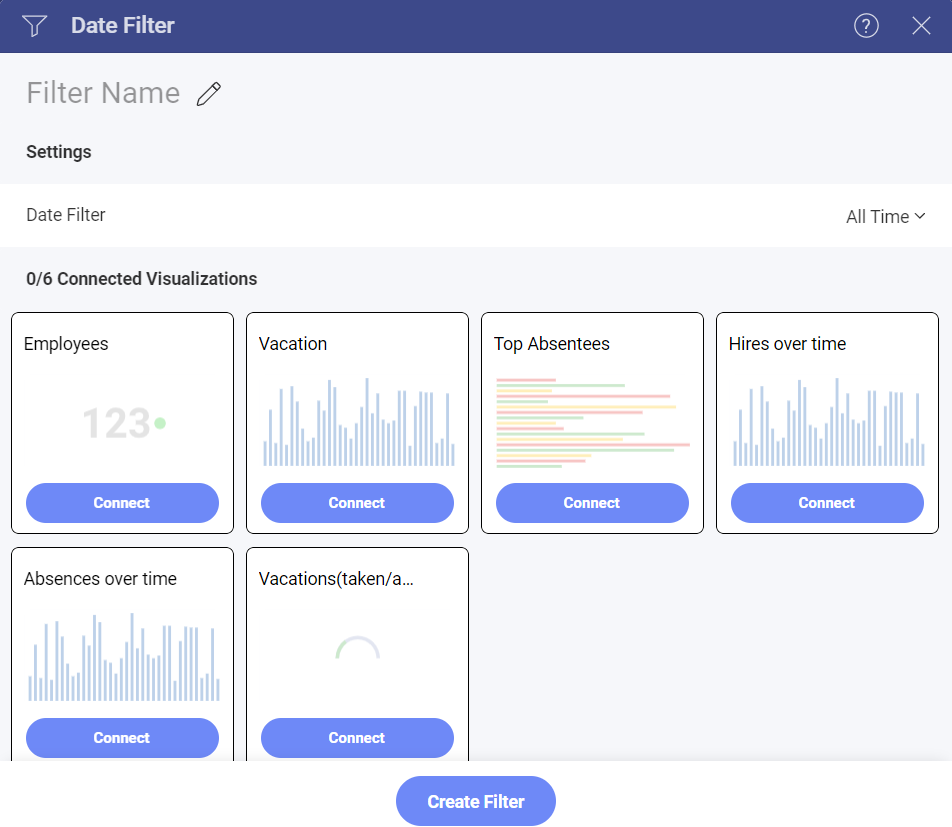 Date Filter
?
Filter Name
Settings
Date Filter
All Time
0/6 Connected Visualizations
Employees
123
Connect
Vacation
Connect
Top Absentees
Connect
Hires over time
Connect
Absences over time
Connect
Vacations(taken/a...
Connect
Create Filter